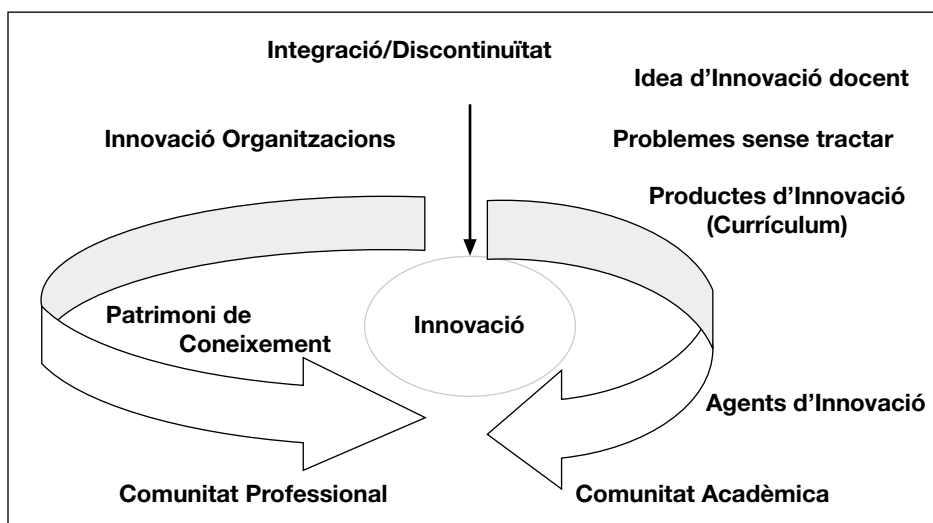 Integració/Discontinuïtat
Idea d’Innovació docent
Innovació Organitzacions
Problemes sense tractar
Productes d’Innovació
(Currículum)
Patrimoni de
Coneixement
Innovació
Agents d’Innovació
Comunitat Professional
Comunitat Acadèmica